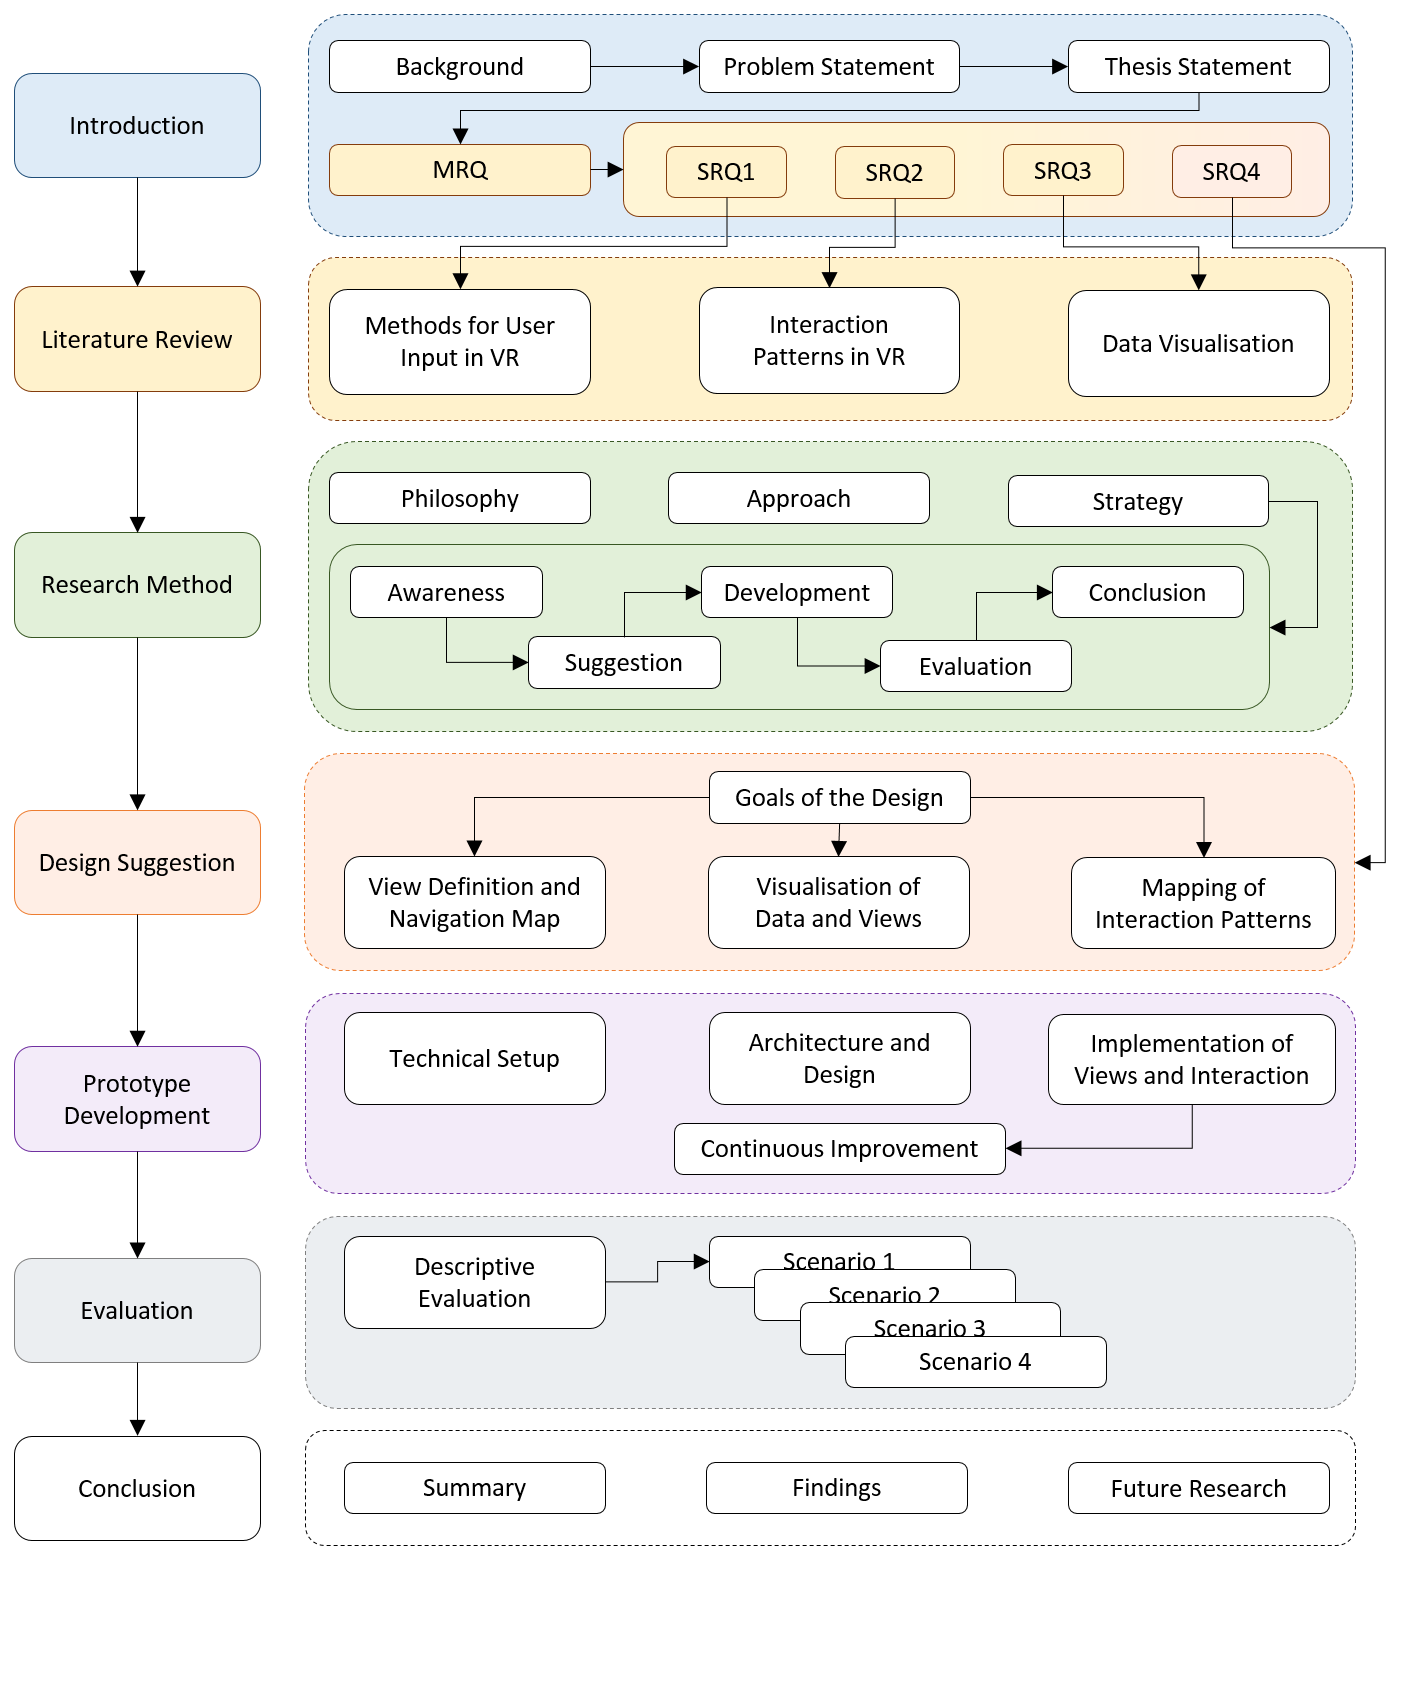 Introduction
Background
Problem Statement
Thesis Statement
MRQ
SRQ1
SRQ2
SRQ3
SRQ4
Literature Review
Methods for User
Input in VR
Interaction
Patterns in VR
Data Visualisation
Research Method
Philosophy
Approach
Strategy
Awareness
Development
Conclusion
Suggestion
Evaluation
Design Suggestion
Goals of the Design
View Definition and
Navigation Map
Visualisation of
Data and Views
Mapping of
Interaction Patterns
Prototype
Development
Technical Setup
Architecture and
Design
Implementation of
Views and Interaction
Continuous Improvement
Evaluation
Descriptive
Evaluation
Scenario 1
Scenario 2
Scenario 3
Scenario 4
Conclusion
Summary
Findings
Future Research